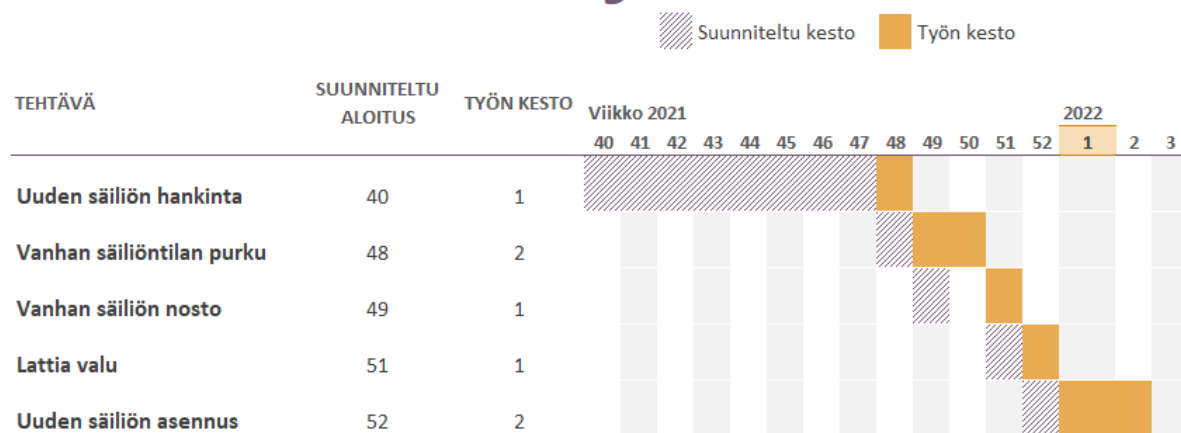 Suunniteltu kesto Työn kesto
TEHTÄVÄ SUUNNITELTU ALOITUS TYÖN KESTO Viikko 2021 2022
40 41 42 43 44 45 46 47 48 49 50 51 52 1 2 3
Uuden säiliön hankinta 40 1
Vanhan säiliöntilan purku 48 2
Vanhan säiliön nosto 49 1
Lattia valu 51 1
Uuden säiliön asennus 52 2